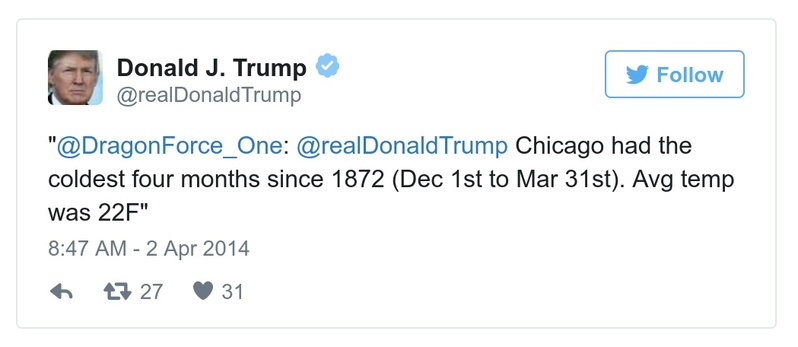 Donald J. Trump
@realDonaldTrump
Follow
"@DragonForce_One: @realDonaldTrump Chicago had the
coldest four months since 1872 (Dec 1st to Mar 31st). Avg temp
was 22F"
8:47 AM - 2 Apr 2014
27 31